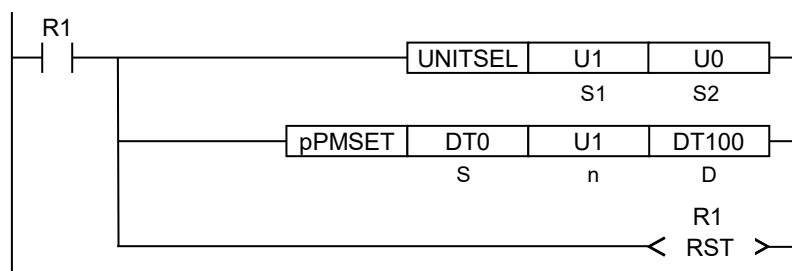 R1
UNITSEL U1 U0
S1 S2
pPMSET DT0 U1 DT100
S n D
R1
RST